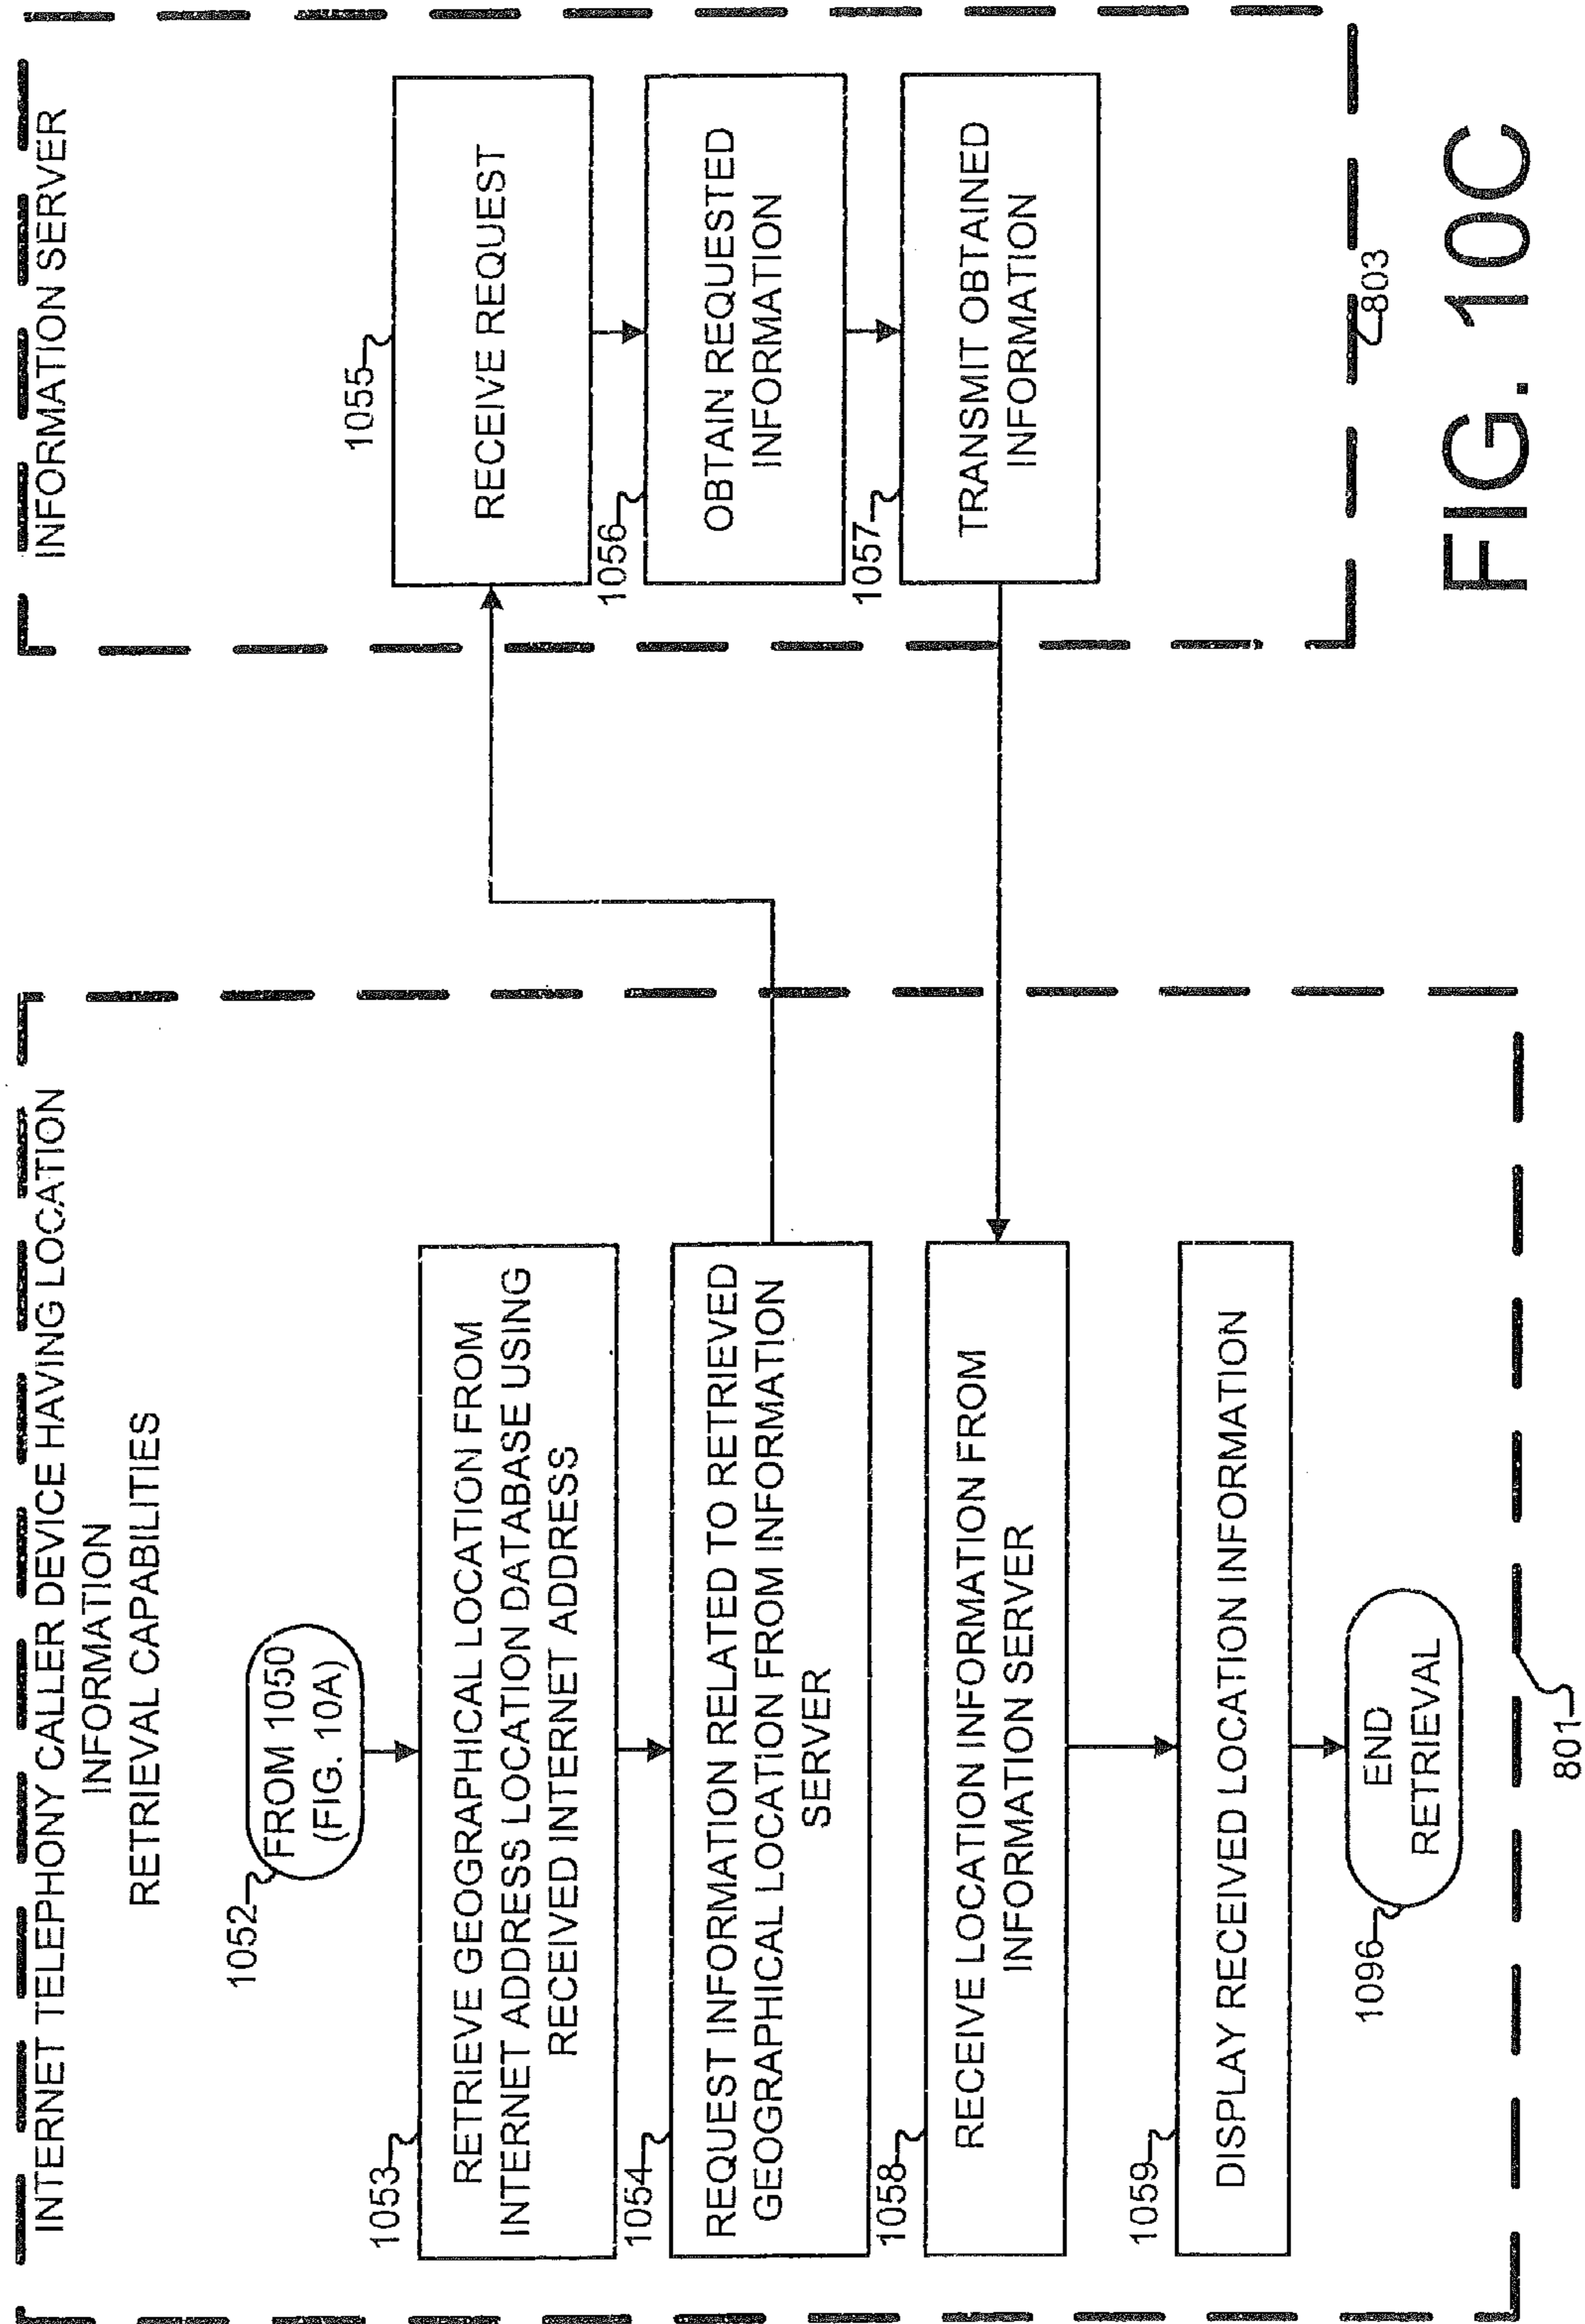 INTERNET TELEPHONY CALLER DEVICE HAVING LOCATION
INFORMATION
RETRIEVAL CAPABILITIES
1052
FROM 1050
(FIG. 10A)
1053
RETRIEVE GEOGRAPHICAL LOCATION FROM
INTERNET ADDRESS LOCATION DATABASE USING
RECEIVED INTERNET ADDRESS
1054
REQUEST INFORMATION RELATED TO RETRIEVED
GEOGRAPHICAL LOCATION FROM INFORMATION
SERVER
1058
RECEIVE LOCATION INFORMATION FROM
INFORMATION SERVER
1059
DISPLAY RECEIVED LOCATION INFORMATION
1096
END
RETRIEVAL
801
INFORMATION SERVER
1055
RECEIVE REQUEST
1056
OBTAIN REQUESTED
INFORMATION
1057
TRANSMIT OBTAINED
INFORMATION
803
FIG. 10C